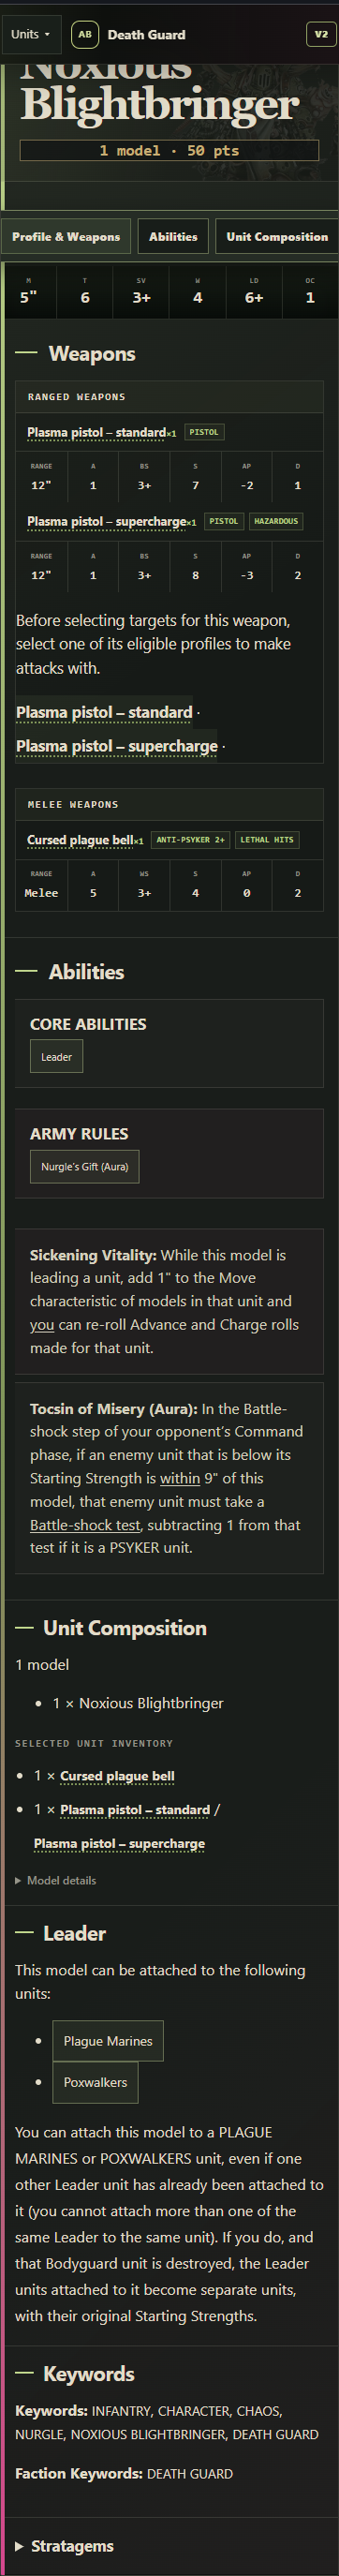 Units ▾ AB Death Guard V2
Noxious
Blightbringer
1 model · 50 pts
Profile & Weapons Abilities Unit Composition
M T SV W LD OC
5" 6 3+ 4 6+ 1
Weapons
RANGED WEAPONS
Plasma pistol – standard×1 PISTOL
RANGE A BS S AP D
12" 1 3+ 7 -2 1
Plasma pistol – supercharge×1 PISTOL HAZARDOUS
RANGE A BS S AP D
12" 1 3+ 8 -3 2
Before selecting targets for this weapon,
select one of its eligible profiles to make
attacks with.
Plasma pistol – standard ·
Plasma pistol – supercharge ·
MELEE WEAPONS
Cursed plague bell×1 ANTI-PSYKER 2+ LETHAL HITS
RANGE A WS S AP D
Melee 5 3+ 4 0 2
Abilities
CORE ABILITIES
Leader
ARMY RULES
Nurgle's Gift (Aura)
Sickening Vitality: While this model is
leading a unit, add 1" to the Move
characteristic of models in that unit and
you can re-roll Advance and Charge rolls
made for that unit.
Tocsin of Misery (Aura): In the Battle-
shock step of your opponent's Command
phase, if an enemy unit that is below its
Starting Strength is within 9" of this
model, that enemy unit must take a
Battle-shock test, subtracting 1 from that
test if it is a PSYKER unit.
Unit Composition
1 model
• 1 × Noxious Blightbringer
SELECTED UNIT INVENTORY
• 1 × Cursed plague bell
• 1 × Plasma pistol – standard /
Plasma pistol – supercharge
▶ Model details
Leader
This model can be attached to the following
units:
• Plague Marines
• Poxwalkers
You can attach this model to a PLAGUE
MARINES or POXWALKERS unit, even if one
other Leader unit has already been attached to
it (you cannot attach more than one of the
same Leader to the same unit). If you do, and
that Bodyguard unit is destroyed, the Leader
units attached to it become separate units,
with their original Starting Strengths.
Keywords
Keywords: INFANTRY, CHARACTER, CHAOS,
NURGLE, NOXIOUS BLIGHTBRINGER, DEATH GUARD
Faction Keywords: DEATH GUARD
▶ Stratagems